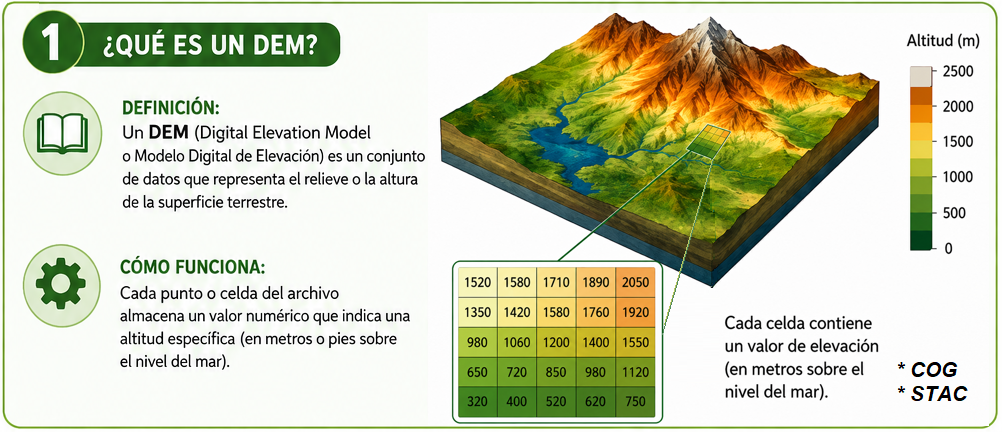 1 ¿QUÉ ES UN DEM?
DEFINICIÓN:
Un DEM (Digital Elevation Model
o Modelo Digital de Elevación) es un conjunto
de datos que representa el relieve o la altura
de la superficie terrestre.
CÓMO FUNCIONA:
Cada punto o celda del archivo
almacena un valor numérico que indica una
altitud específica (en metros o pies sobre
el nivel del mar).
Altitud (m)
2500
2000
1500
1000
500
0
1520 1580 1710 1890 2050
1350 1420 1580 1760 1920
980 1060 1200 1400 1550
650 720 850 980 1120
320 400 520 620 750
Cada celda contiene
un valor de elevación
(en metros sobre el
nivel del mar).
* COG
* STAC